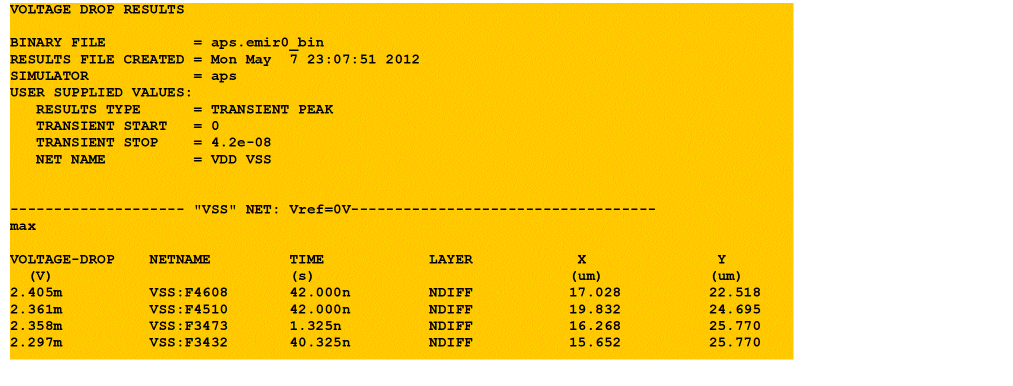 VOLTAGE DROP RESULTS
BINARY FILE = aps.emir0_bin
RESULTS FILE CREATED = Mon May 7 23:07:51 2012
SIMULATOR = aps
USER SUPPLIED VALUES:
RESULTS TYPE = TRANSIENT PEAK
TRANSIENT START = 0
TRANSIENT STOP = 4.2e-08
NET NAME = VDD VSS
-------------------- "VSS" NET: Vref=0V-----------------------------------
max
VOLTAGE-DROP NETNAME TIME LAYER X Y
(V) (s) (um) (um)
2.405m VSS:F4608 42.000n NDIFF 17.028 22.518
2.361m VSS:F4510 42.000n NDIFF 19.832 24.695
2.358m VSS:F3473 1.325n NDIFF 16.268 25.770
2.297m VSS:F3432 40.325n NDIFF 15.652 25.770